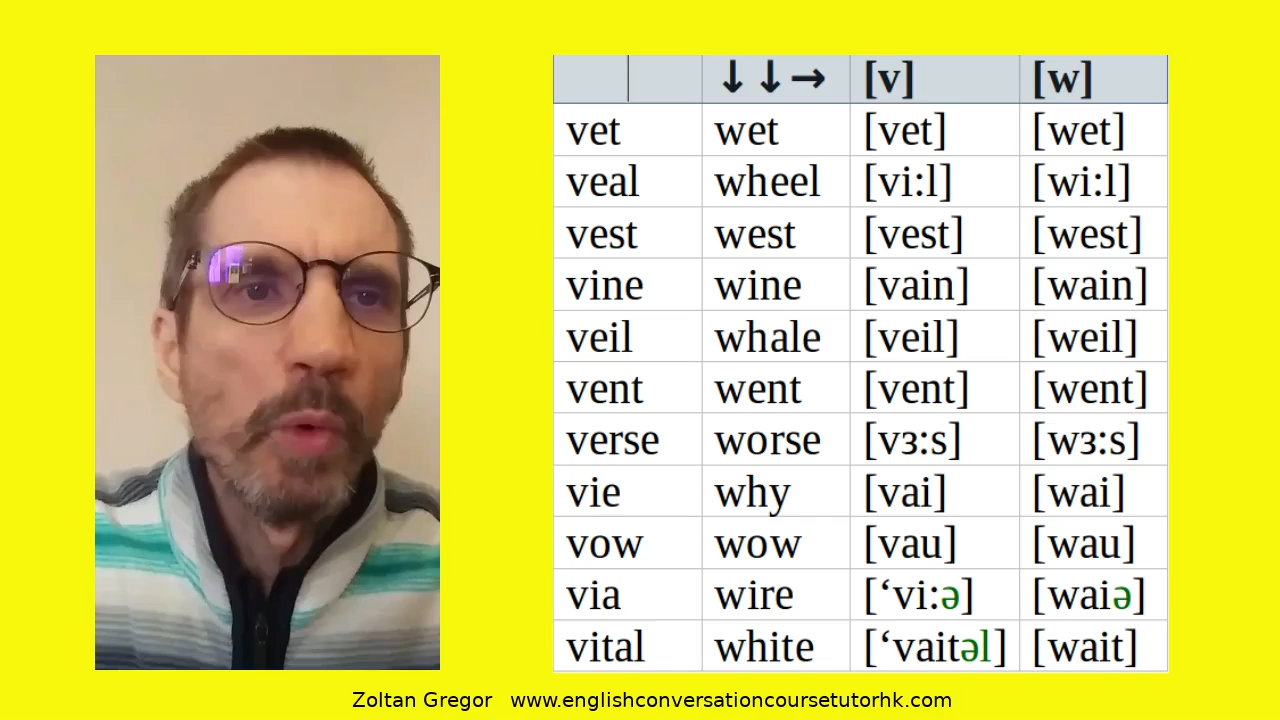 ↓↓→ [v] [w]
vet wet [vet] [wet]
veal wheel [vi:l] [wi:l]
vest west [vest] [west]
vine wine [vain] [wain]
veil whale [veil] [weil]
vent went [vent] [went]
verse worse [vɜ:s] [wɜ:s]
vie why [vai] [wai]
vow wow [vau] [wau]
via wire [‘vi:ə] [waiə]
vital white [‘vaitəl] [wait]
Zoltan Gregor www.englishconversationcoursetutorhk.com